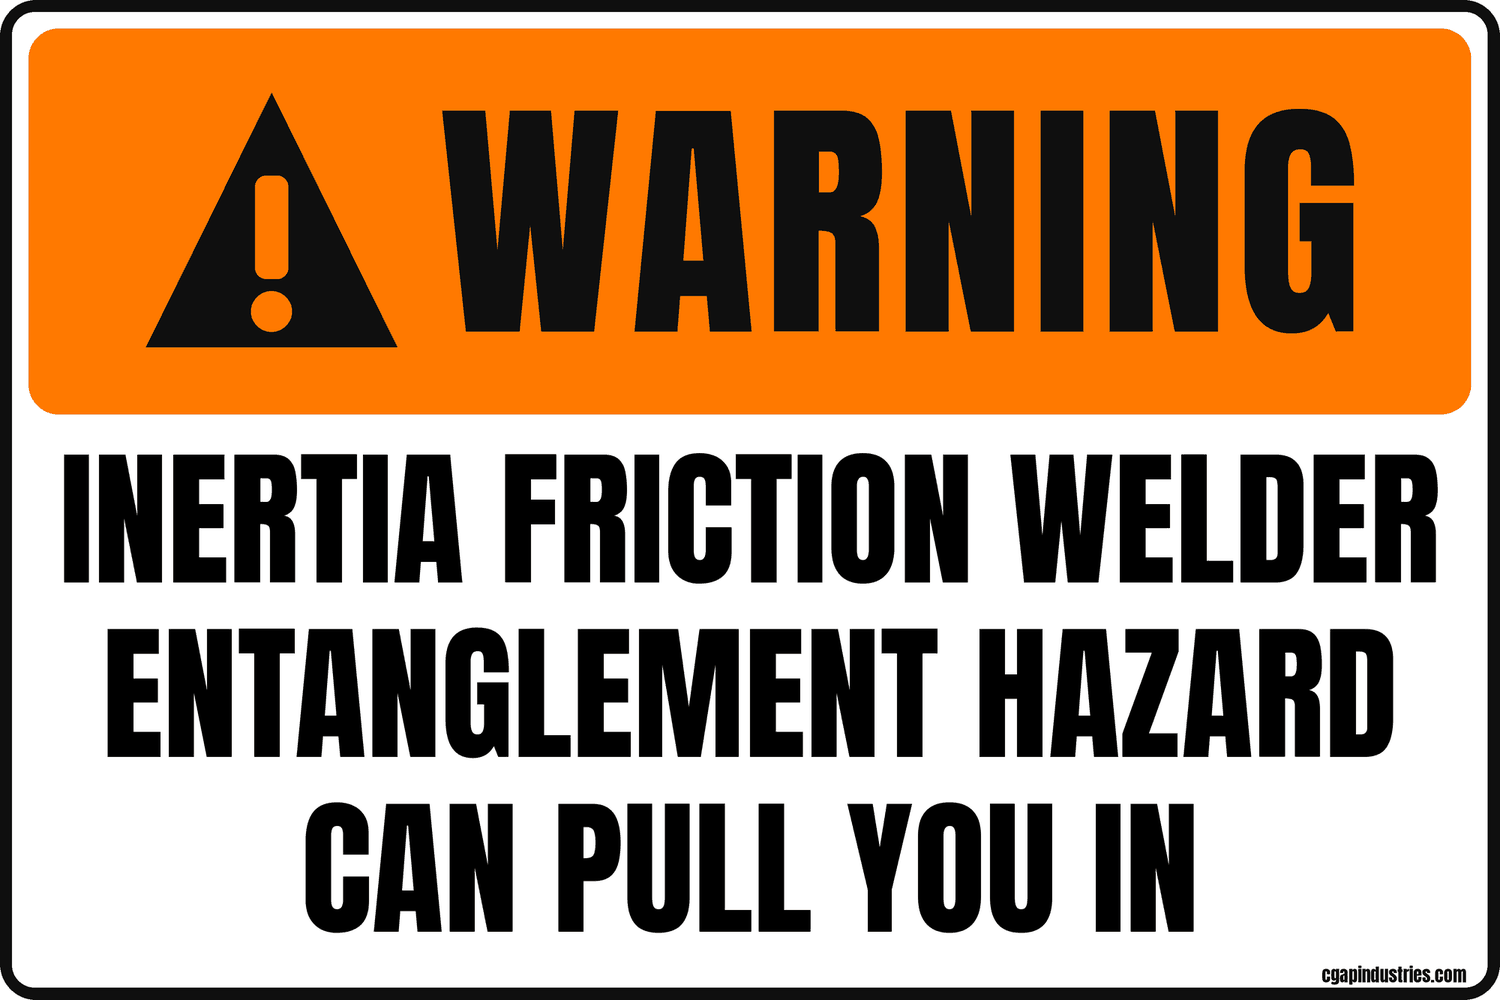 WARNING
INERTIA FRICTION WELDER
ENTANGLEMENT HAZARD
CAN PULL YOU IN
cgapindustries.com